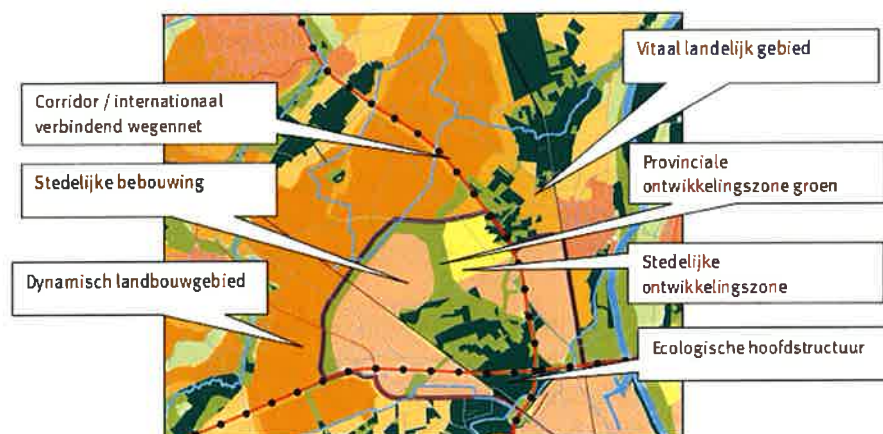 Vitaal landelijk gebied
Corridor / internationaal
verbindend wegennet
Stedelijke bebouwing
Provinciale
ontwikkelingszone groen
Dynamisch landbouwgebied
Stedelijke
ontwikkelingszone
Ecologische hoofdstructuur